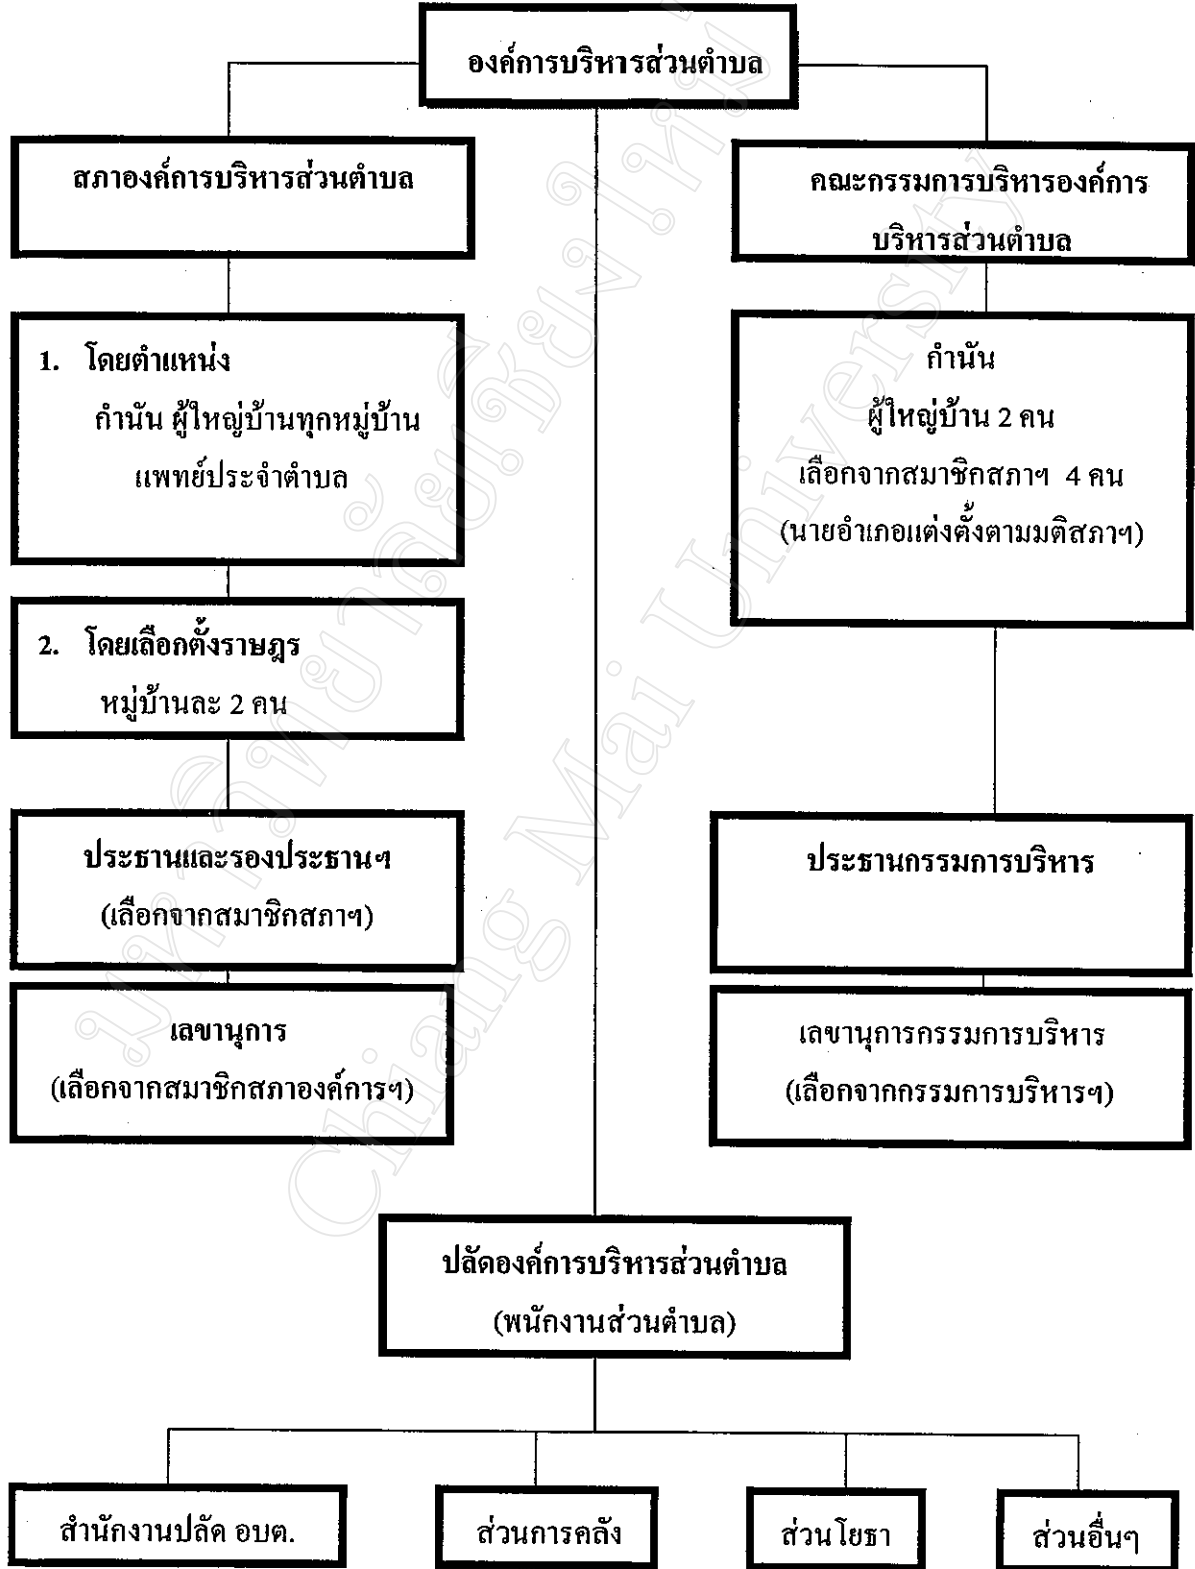 องค์การบริหารส่วนตำบล
สภาองค์การบริหารส่วนตำบล
คณะกรรมการบริหารองค์การ
บริหารส่วนตำบล
1. โดยตำแหน่ง
กำนัน ผู้ใหญ่บ้านทุกหมู่บ้าน
แพทย์ประจำตำบล
กำนัน
ผู้ใหญ่บ้าน 2 คน
เลือกจากสมาชิกสภาฯ 4 คน
(นายอำเภอแต่งตั้งตามมติสภาฯ)
2. โดยเลือกตั้งราษฎร
หมู่บ้านละ 2 คน
ประธานและรองประธานฯ
(เลือกจากสมาชิกสภาฯ)
ประธานกรรมการบริหาร
เลขานุการ
(เลือกจากสมาชิกสภาองค์การฯ)
เลขานุการกรรมการบริหาร
(เลือกจากกรรมการบริหารฯ)
ปลัดองค์การบริหารส่วนตำบล
(พนักงานส่วนตำบล)
สำนักงานปลัด อบต.
ส่วนการคลัง
ส่วนโยธา
ส่วนอื่นๆ
มหาวิทยาลัยเชียงใหม่
Chiang Mai University